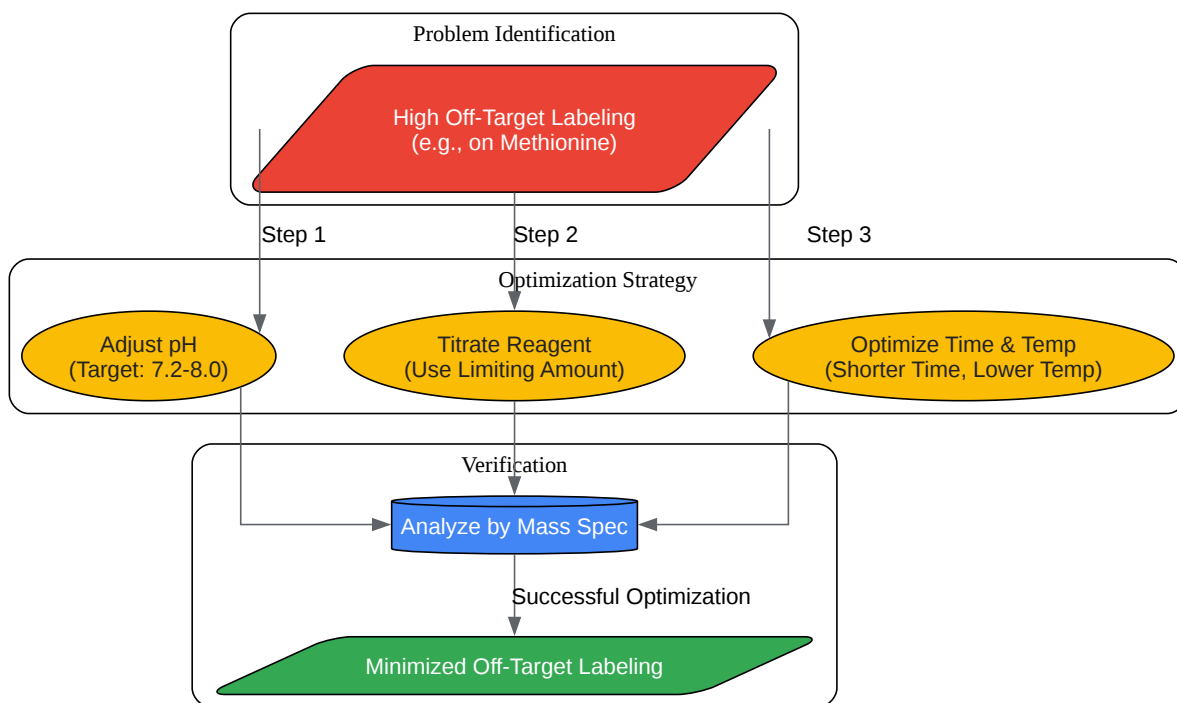 Problem Identification
High Off-Target Labeling
(e.g., on Methionine)
Step 1
Step 2
Step 3
Optimization Strategy
Adjust pH
(Target: 7.2-8.0)
Titrate Reagent
(Use Limiting Amount)
Optimize Time & Temp
(Shorter Time, Lower Temp)
Verification
Analyze by Mass Spec
Successful Optimization
Minimized Off-Target Labeling